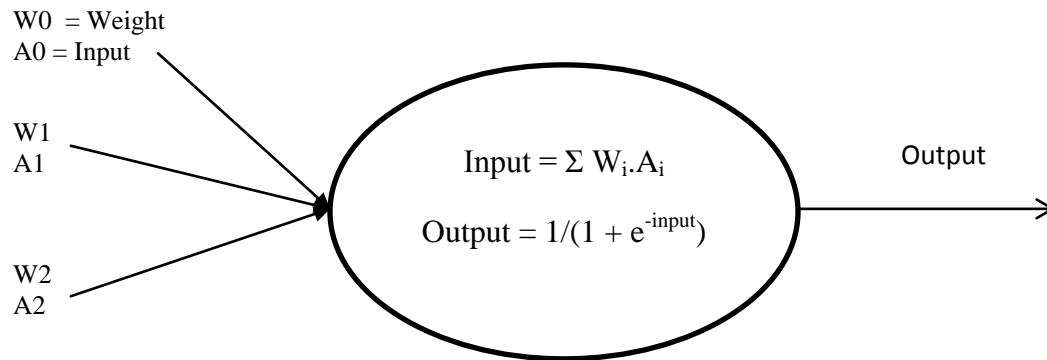 W0 = Weight
A0 = Input
W1
A1
W2
A2
Input = Σ Wᵢ.Aᵢ
Output = 1/(1 + e⁻ⁱⁿᵖᵘᵗ)
Output